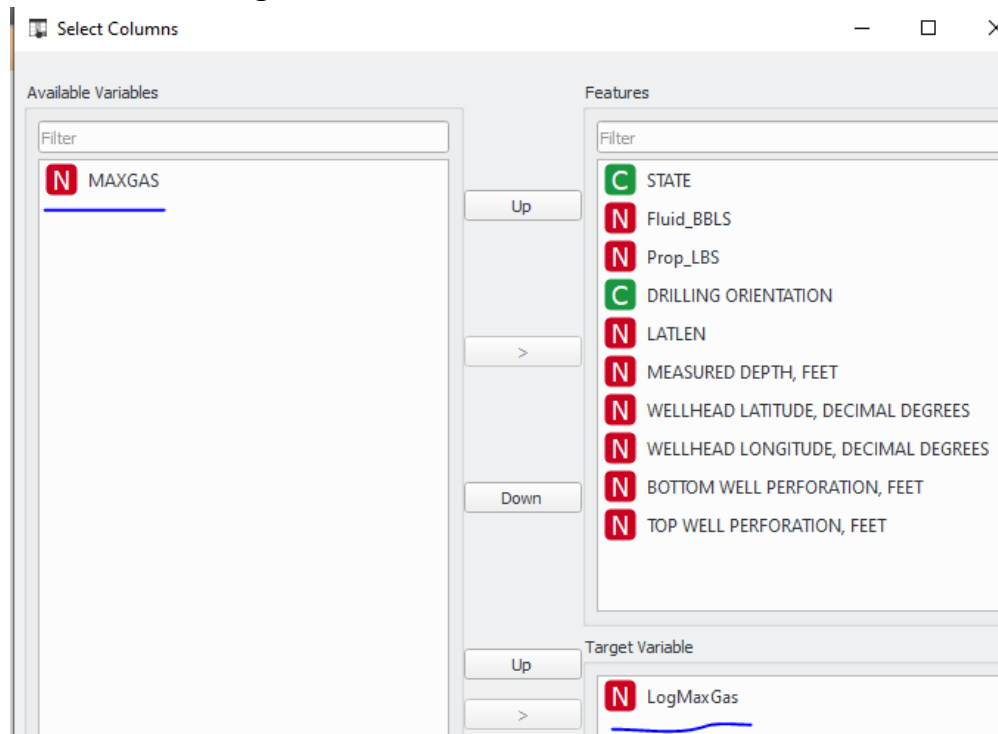 Select Columns
Available Variables
Filter
N MAXGAS
Up
>
Down
Up
>
Features
Filter
C STATE
N Fluid_BBLS
N Prop_LBS
C DRILLING ORIENTATION
N LATLEN
N MEASURED DEPTH, FEET
N WELLHEAD LATITUDE, DECIMAL DEGREES
N WELLHEAD LONGITUDE, DECIMAL DEGREES
N BOTTOM WELL PERFORATION, FEET
N TOP WELL PERFORATION, FEET
Target Variable
N LogMaxGas